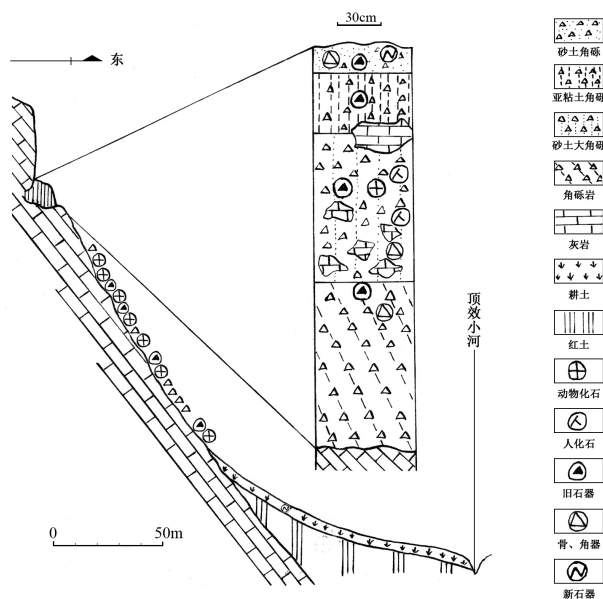 30cm
东
顶效小河
0 50m
砂土角砾
亚粘土角砾
砂土大角砾
角砾岩
灰岩
耕土
红土
动物化石
人化石
旧石器
骨、角器
新石器